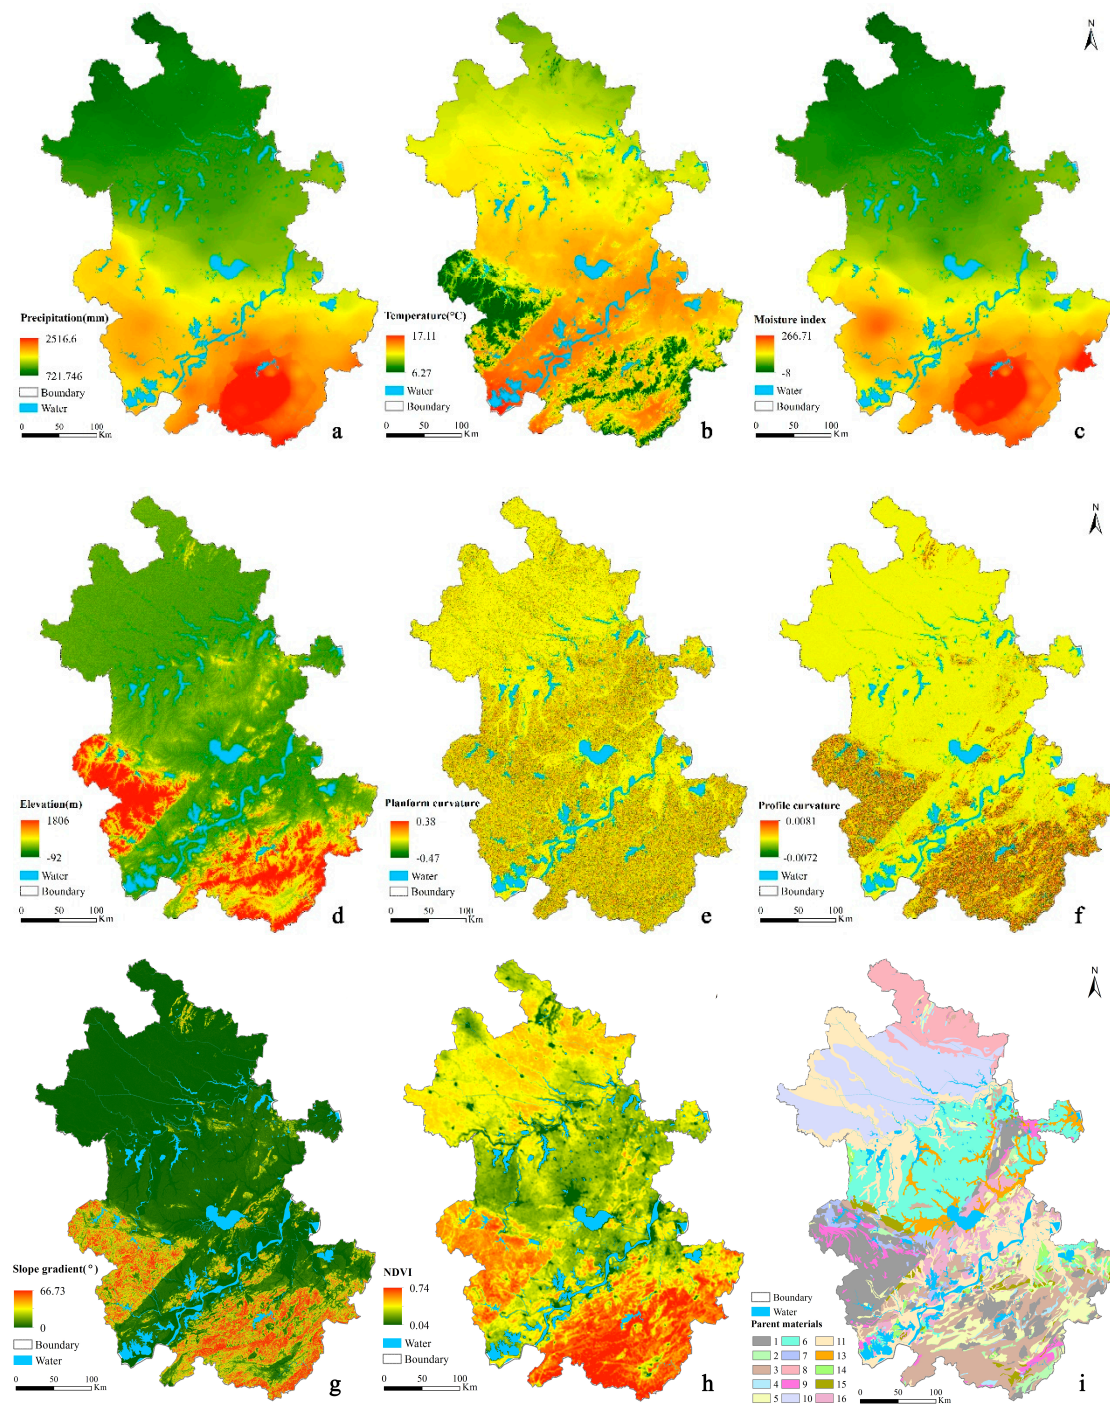 N
Precipitation(mm)
2516.6
721.746
Boundary
Water
0 50 100
Km
a
Temperature(°C)
17.11
6.27
Water
Boundary
0 50 100
Km
b
Moisture index
266.71
-8
Water
Boundary
0 50 100
Km
c
N
Elevation(m)
1806
-92
Water
Boundary
0 50 100
Km
d
Planform curvature
0.38
-0.47
Water
Boundary
0 50 100
Km
e
Profile curvature
0.0081
-0.0072
Water
Boundary
0 50 100
Km
f
N
Slope gradient(°)
66.73
0
Boundary
Water
0 50 100
Km
g
NDVI
0.74
0.04
Water
Boundary
0 50 100
Km
h
Boundary
Water
Parent materials
1 6 11
2 7 13
3 8 14
4 9 15
5 10 16
0 50 100
Km
i